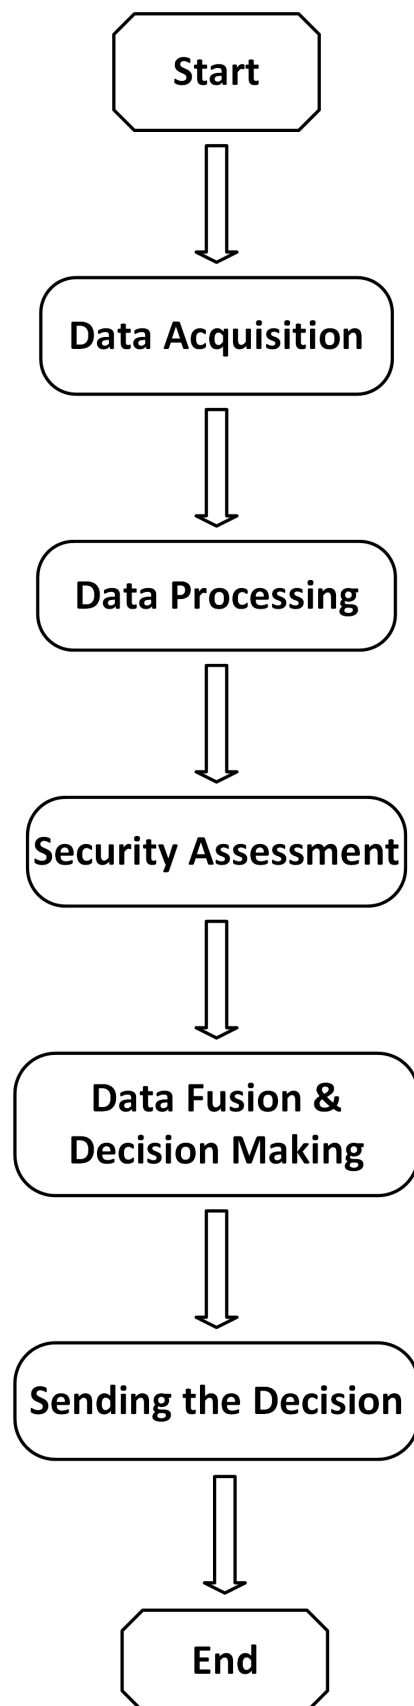 Start
Data Acquisition
Data Processing
Security Assessment
Data Fusion &
Decision Making
Sending the Decision
End